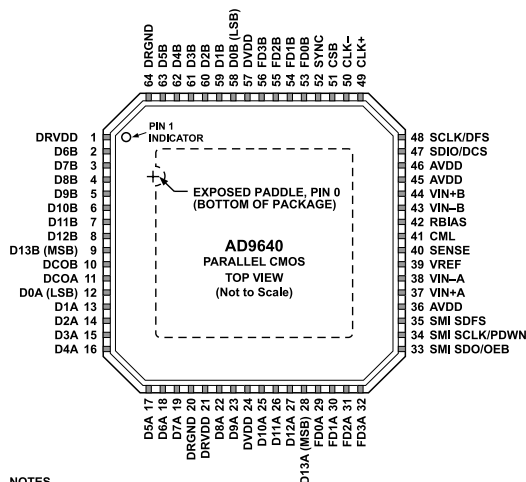 64 DRGND
63 D5B
62 D4B
61 D3B
60 D2B
59 D1B
58 D0B (LSB)
57 DVDD
56 FD3B
55 FD2B
54 FD1B
53 FD0B
52 SYNC
51 CSB
50 CLK–
49 CLK+
DRVDD 1
D6B 2
D7B 3
D8B 4
D9B 5
D10B 6
D11B 7
D12B 8
D13B (MSB) 9
DCOB 10
DCOA 11
D0A (LSB) 12
D1A 13
D2A 14
D3A 15
D4A 16
PIN 1
INDICATOR
EXPOSED PADDLE, PIN 0
(BOTTOM OF PACKAGE)
AD9640
PARALLEL CMOS
TOP VIEW
(Not to Scale)
48 SCLK/DFS
47 SDIO/DCS
46 AVDD
45 AVDD
44 VIN+B
43 VIN–B
42 RBIAS
41 CML
40 SENSE
39 VREF
38 VIN–A
37 VIN+A
36 AVDD
35 SMI SDFS
34 SMI SCLK/PDWN
33 SMI SDO/OEB
D5A 17
D6A 18
D7A 19
DRGND 20
DRVDD 21
D8A 22
D9A 23
DVDD 24
D10A 25
D11A 26
D12A 27
D13A (MSB) 28
FD0A 29
FD1A 30
FD2A 31
FD3A 32
NOTES